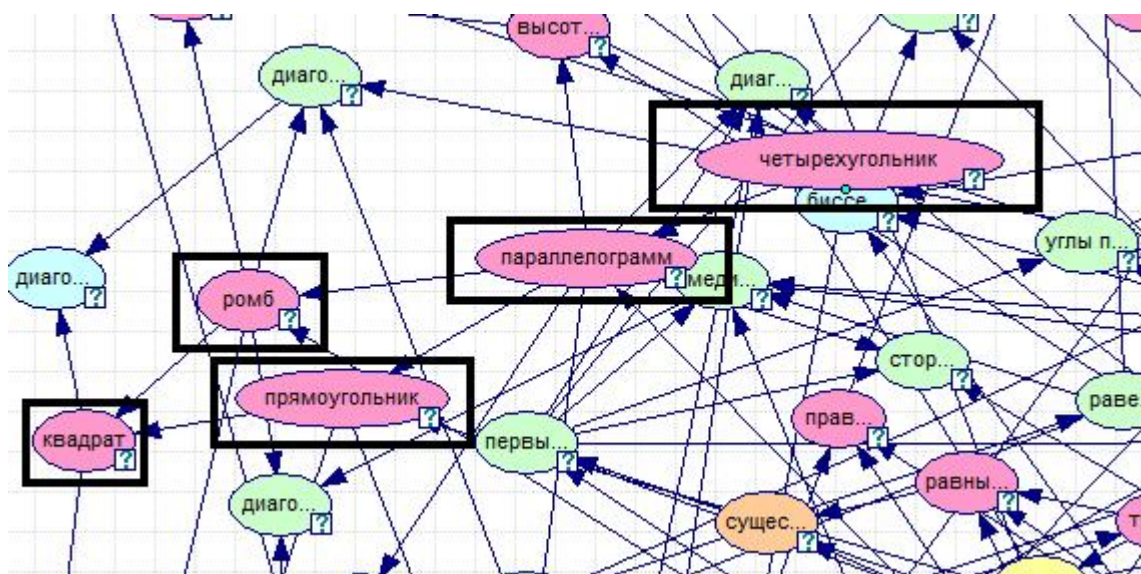 высот...
диаго...
диаг...
четырехугольник
биссе
углы п...
параллелограмм
диаго...
меди...
ромб
стор...
прямоугольник
раве
прав...
квадрат
первы...
равны...
диаго...
сущес...
т